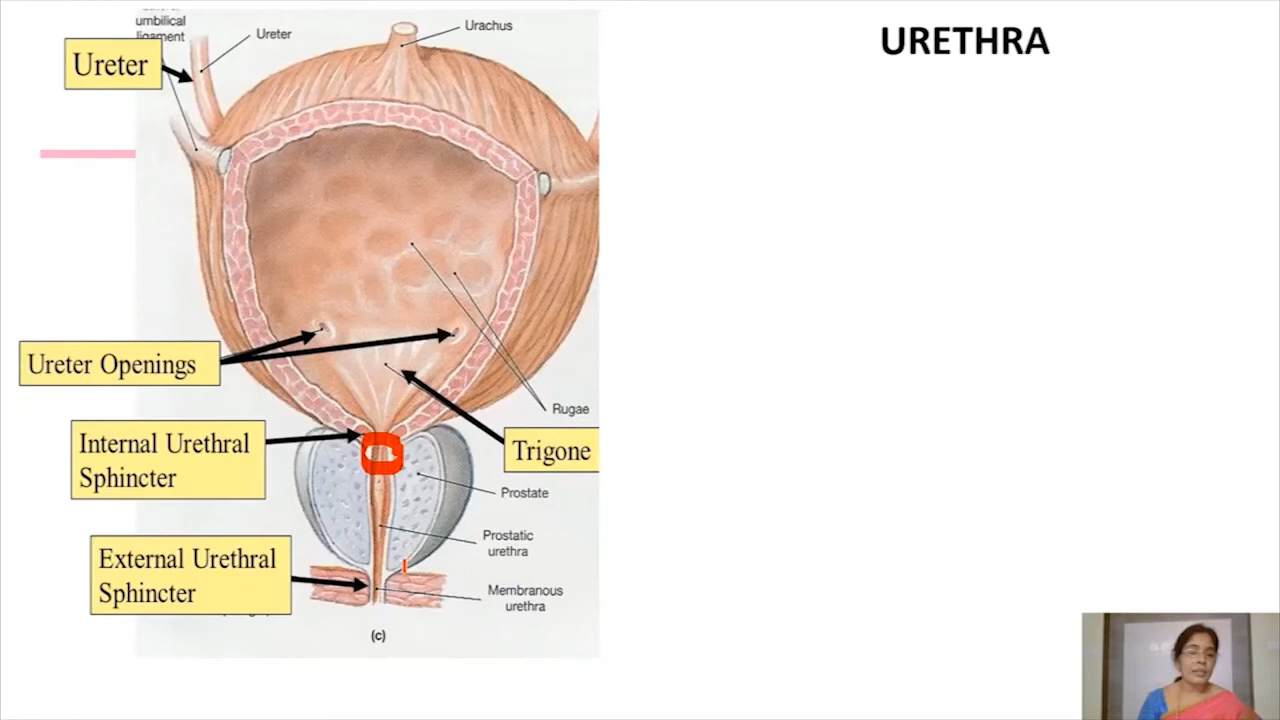 URETHRA
umbilical
ligament
Ureter
Urachus
Ureter
Ureter Openings
Rugae
Internal Urethral
Sphincter
Trigone
Prostate
Prostatic
urethra
External Urethral
Sphincter
Membranous
urethra
(c)